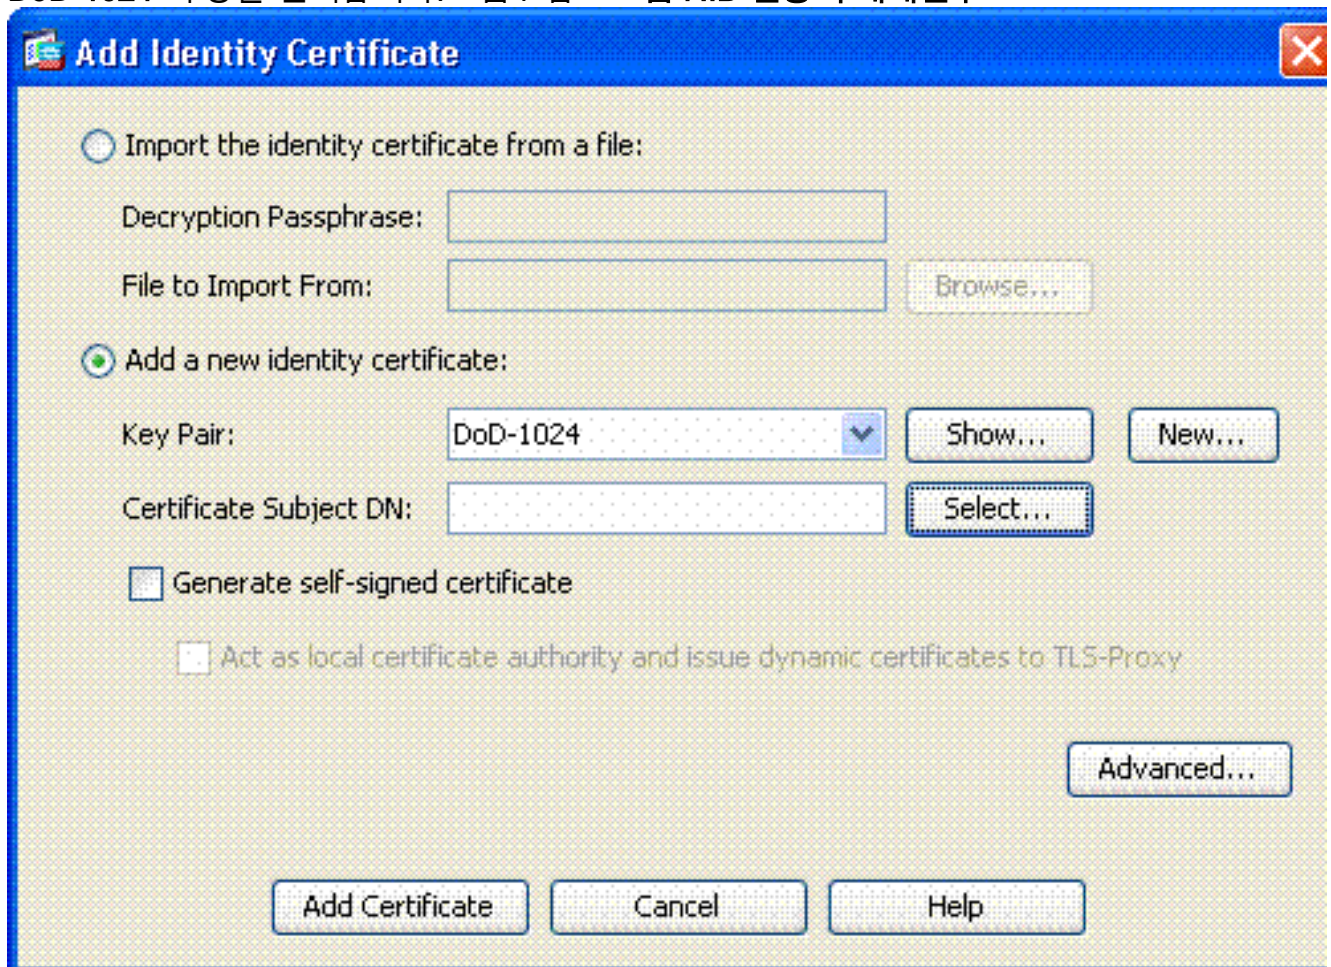 Add Identity Certificate
Import the identity certificate from a file:
Decryption Passphrase:
File to Import From:
Browse...
Add a new identity certificate:
Key Pair:
DoD-1024
Show...
New...
Certificate Subject DN:
Select...
Generate self-signed certificate
Act as local certificate authority and issue dynamic certificates to TLS-Proxy
Advanced...
Add Certificate
Cancel
Help